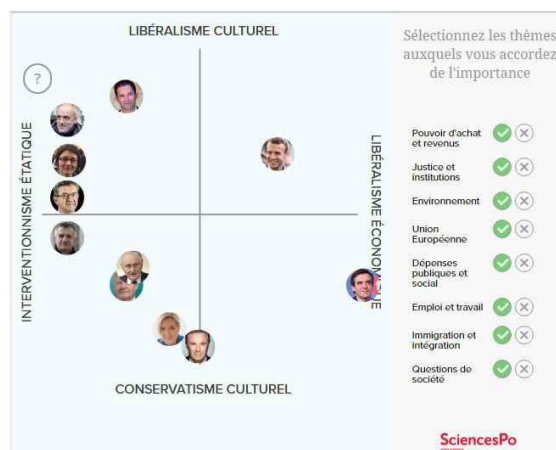 LIBÉRALISME CULTUREL
?
INTERVENTIONNISME ÉTATIQUE
LIBÉRALISME ÉCONOMIQUE
CONSERVATISME CULTUREL
Sélectionnez les thèmes
auxquels vous accordez
de l'importance
Pouvoir d'achat
et revenus
Justice et
institutions
Environnement
Union
Européenne
Dépenses
publiques et
social
Emploi et travail
Immigration et
intégration
Questions de
société
SciencesPo